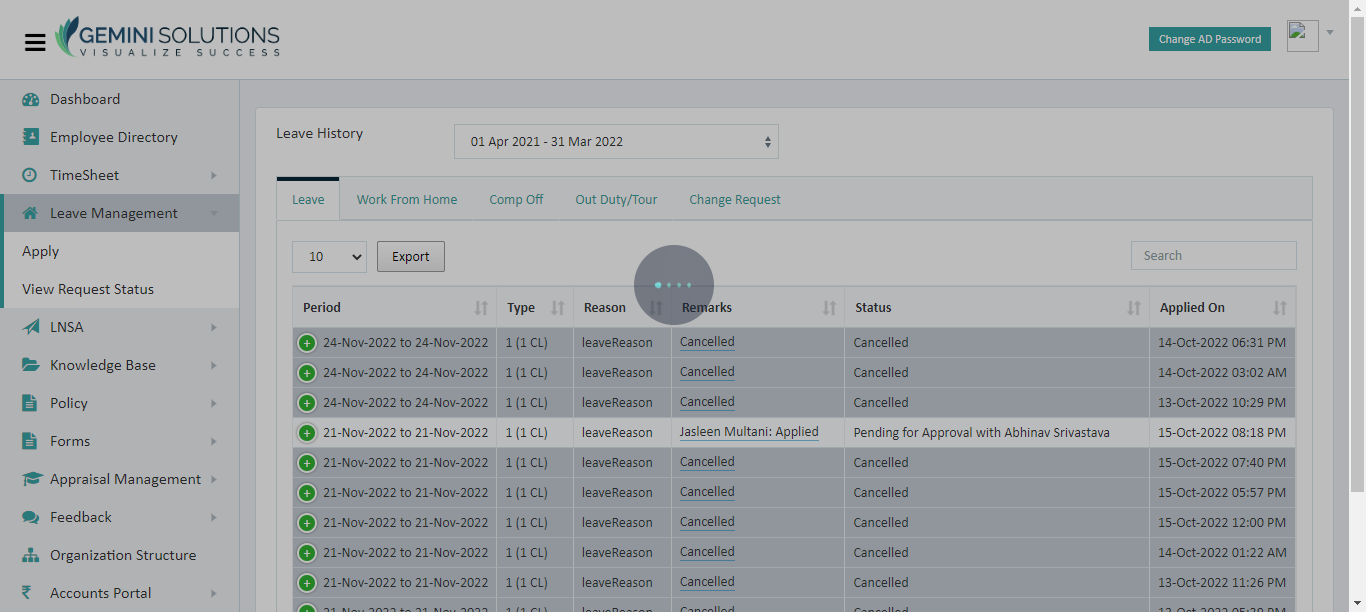 GEMINI SOLUTIONS
VISUALIZE SUCCESS
Change AD Password
Dashboard
Employee Directory
TimeSheet
Leave Management
Apply
View Request Status
LNSA
Knowledge Base
Policy
Forms
Appraisal Management
Feedback
Organization Structure
Accounts Portal
Leave History
01 Apr 2021 - 31 Mar 2022
Leave Work From Home Comp Off Out Duty/Tour Change Request
10 Export Search
Period Type Reason Remarks Status Applied On
24-Nov-2022 to 24-Nov-2022 1 (1 CL) leaveReason Cancelled Cancelled 14-Oct-2022 06:31 PM
24-Nov-2022 to 24-Nov-2022 1 (1 CL) leaveReason Cancelled Cancelled 14-Oct-2022 03:02 AM
24-Nov-2022 to 24-Nov-2022 1 (1 CL) leaveReason Cancelled Cancelled 13-Oct-2022 10:29 PM
21-Nov-2022 to 21-Nov-2022 1 (1 CL) leaveReason Jasleen Multani: Applied Pending for Approval with Abhinav Srivastava 15-Oct-2022 08:18 PM
21-Nov-2022 to 21-Nov-2022 1 (1 CL) leaveReason Cancelled Cancelled 15-Oct-2022 07:40 PM
21-Nov-2022 to 21-Nov-2022 1 (1 CL) leaveReason Cancelled Cancelled 15-Oct-2022 05:57 PM
21-Nov-2022 to 21-Nov-2022 1 (1 CL) leaveReason Cancelled Cancelled 15-Oct-2022 12:00 PM
21-Nov-2022 to 21-Nov-2022 1 (1 CL) leaveReason Cancelled Cancelled 14-Oct-2022 01:22 AM
21-Nov-2022 to 21-Nov-2022 1 (1 CL) leaveReason Cancelled Cancelled 13-Oct-2022 11:26 PM